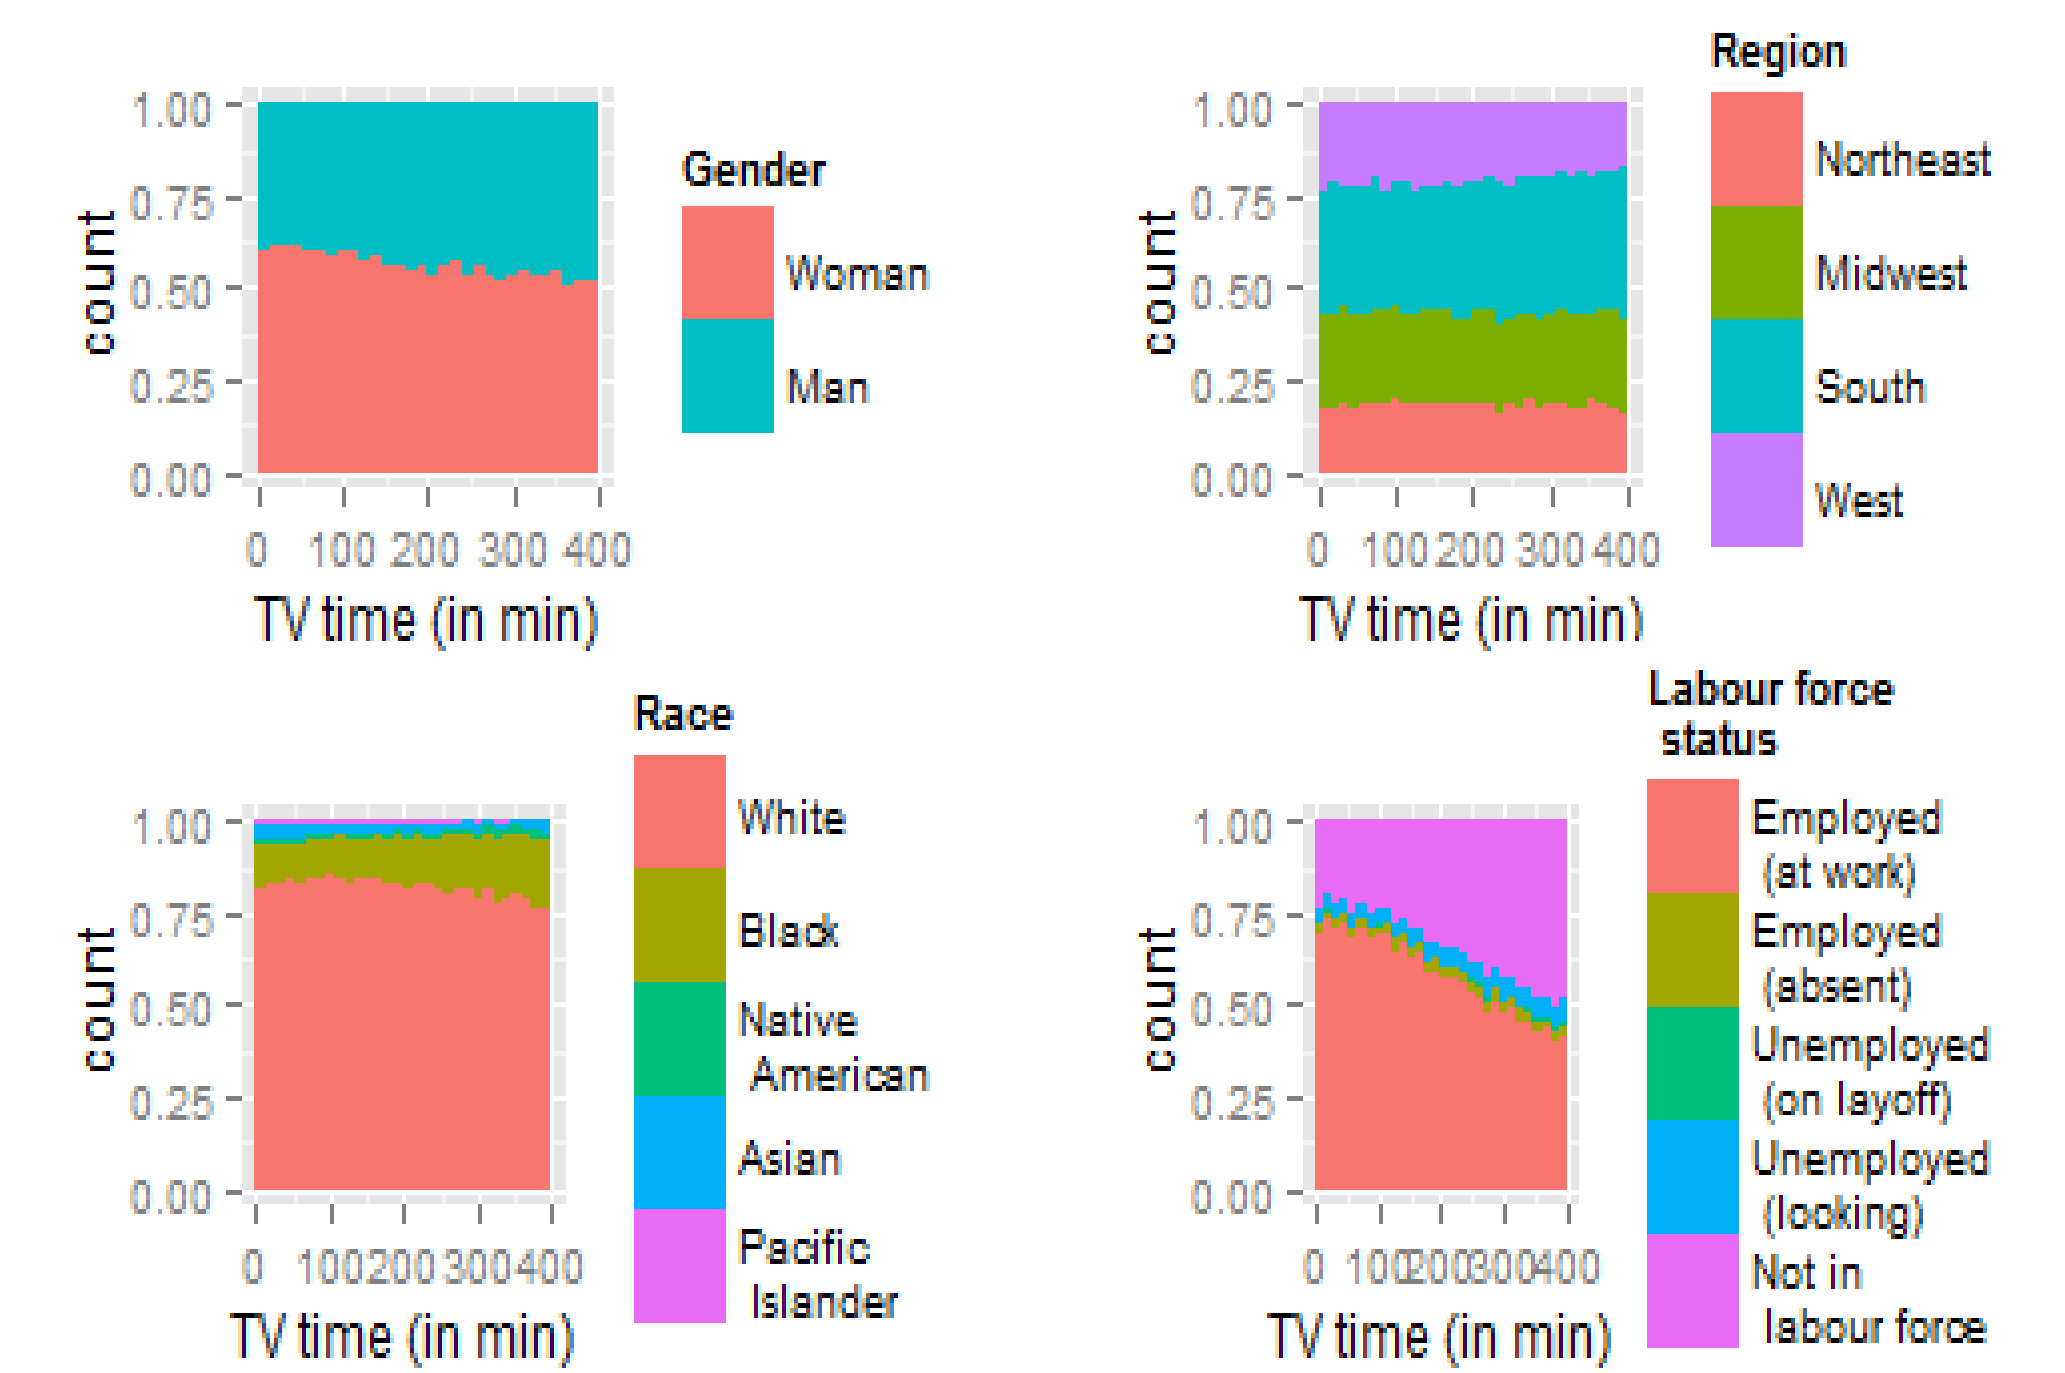 1.00
0.75
0.50
0.25
0.00
count
0 100 200 300 400
TV time (in min)
Gender
Woman
Man
1.00
0.75
0.50
0.25
0.00
count
0 100 200 300 400
TV time (in min)
Region
Northeast
Midwest
South
West
1.00
0.75
0.50
0.25
0.00
count
0 100 200 300 400
TV time (in min)
Race
White
Black
Native
American
Asian
Pacific
Islander
1.00
0.75
0.50
0.25
0.00
count
0 100 200 300 400
TV time (in min)
Labour force
status
Employed
(at work)
Employed
(absent)
Unemployed
(on layoff)
Unemployed
(looking)
Not in
labour force